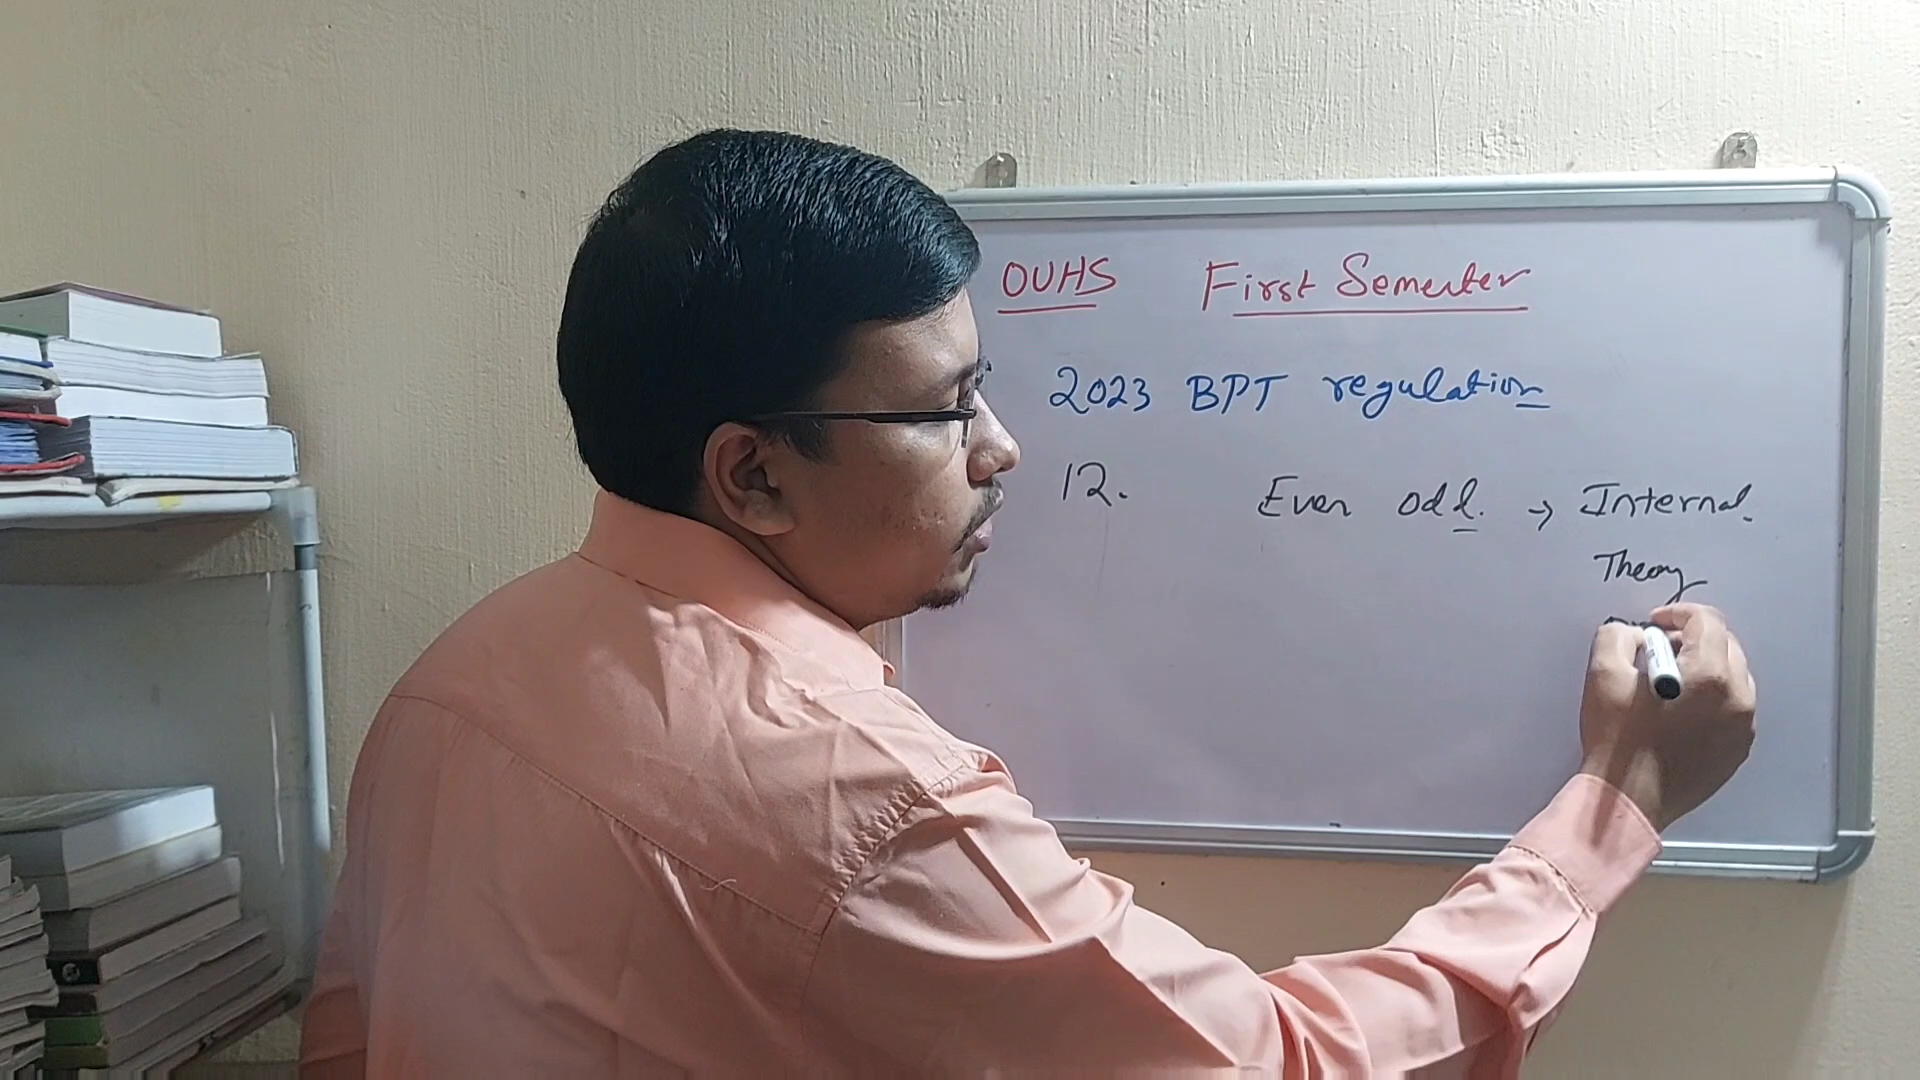 OUHS First Semester
2023 BPT regulation
12. Even odd. → Internal.
Theory